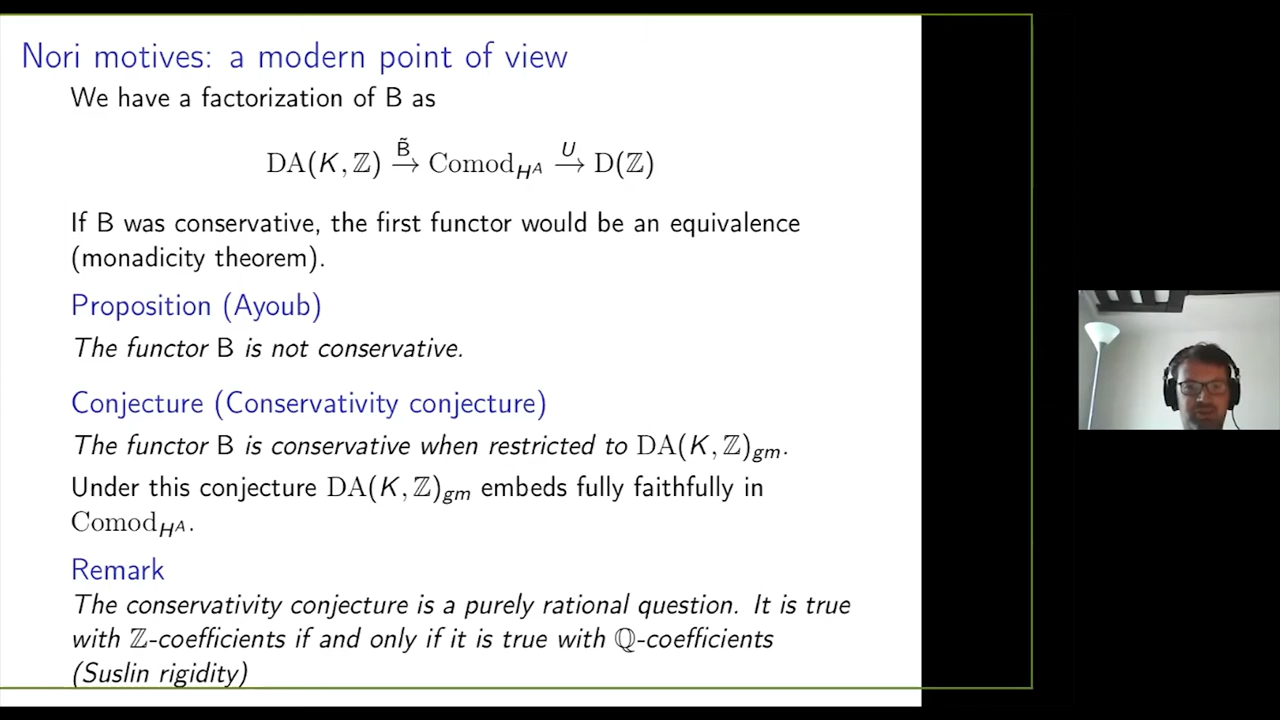 Nori motives: a modern point of view
We have a factorization of B as
DA(K, ℤ) →^{B̃} Comod_{H^A} →^{U} D(ℤ)
If B was conservative, the first functor would be an equivalence
(monadicity theorem).
Proposition (Ayoub)
The functor B is not conservative.
Conjecture (Conservativity conjecture)
The functor B is conservative when restricted to DA(K, ℤ)_{gm}.
Under this conjecture DA(K, ℤ)_{gm} embeds fully faithfully in
Comod_{H^A}.
Remark
The conservativity conjecture is a purely rational question. It is true
with ℤ-coefficients if and only if it is true with ℚ-coefficients
(Suslin rigidity)